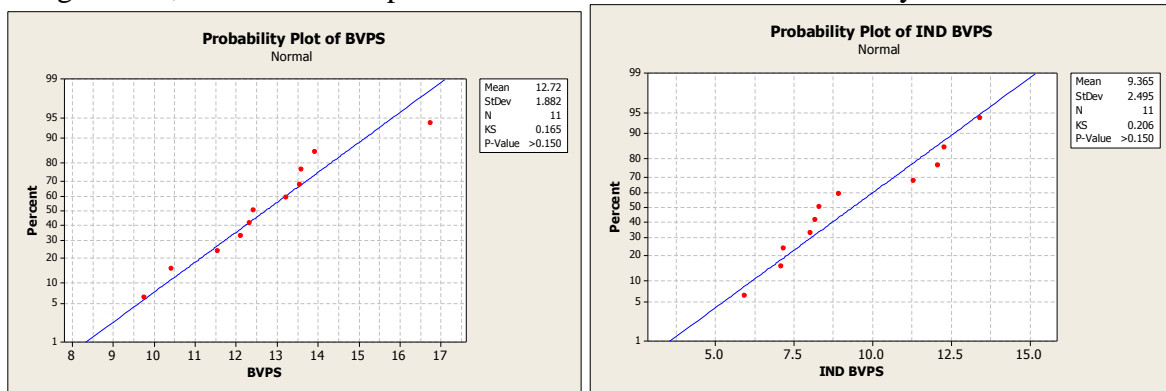 Probability Plot of BVPS
Normal
99
95
90
80
70
60
50
40
30
20
10
5
1
Percent
8 9 10 11 12 13 14 15 16 17
BVPS
Mean 12.72
StDev 1.882
N 11
KS 0.165
P-Value >0.150
Probability Plot of IND BVPS
Normal
99
95
90
80
70
60
50
40
30
20
10
5
1
Percent
5.0 7.5 10.0 12.5 15.0
IND BVPS
Mean 9.365
StDev 2.495
N 11
KS 0.206
P-Value >0.150